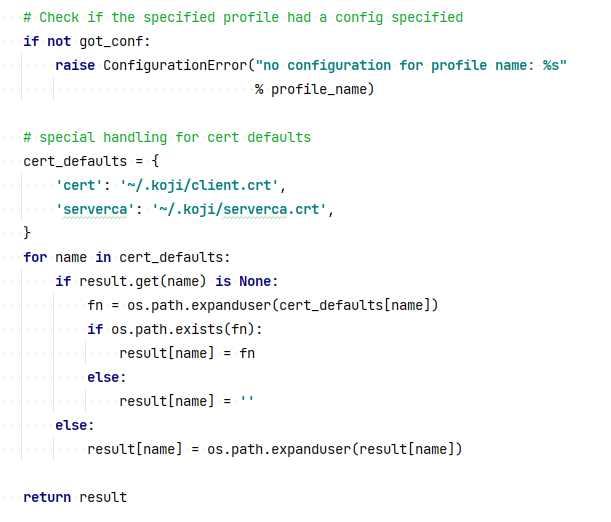 # Check if the specified profile had a config specified
if not got_conf:
    raise ConfigurationError("no configuration for profile name: %s"
                             % profile_name)

# special handling for cert defaults
cert_defaults = {
    'cert': '~/.koji/client.crt',
    'serverca': '~/.koji/serverca.crt',
}
for name in cert_defaults:
    if result.get(name) is None:
        fn = os.path.expanduser(cert_defaults[name])
        if os.path.exists(fn):
            result[name] = fn
        else:
            result[name] = ''
    else:
        result[name] = os.path.expanduser(result[name])

return result